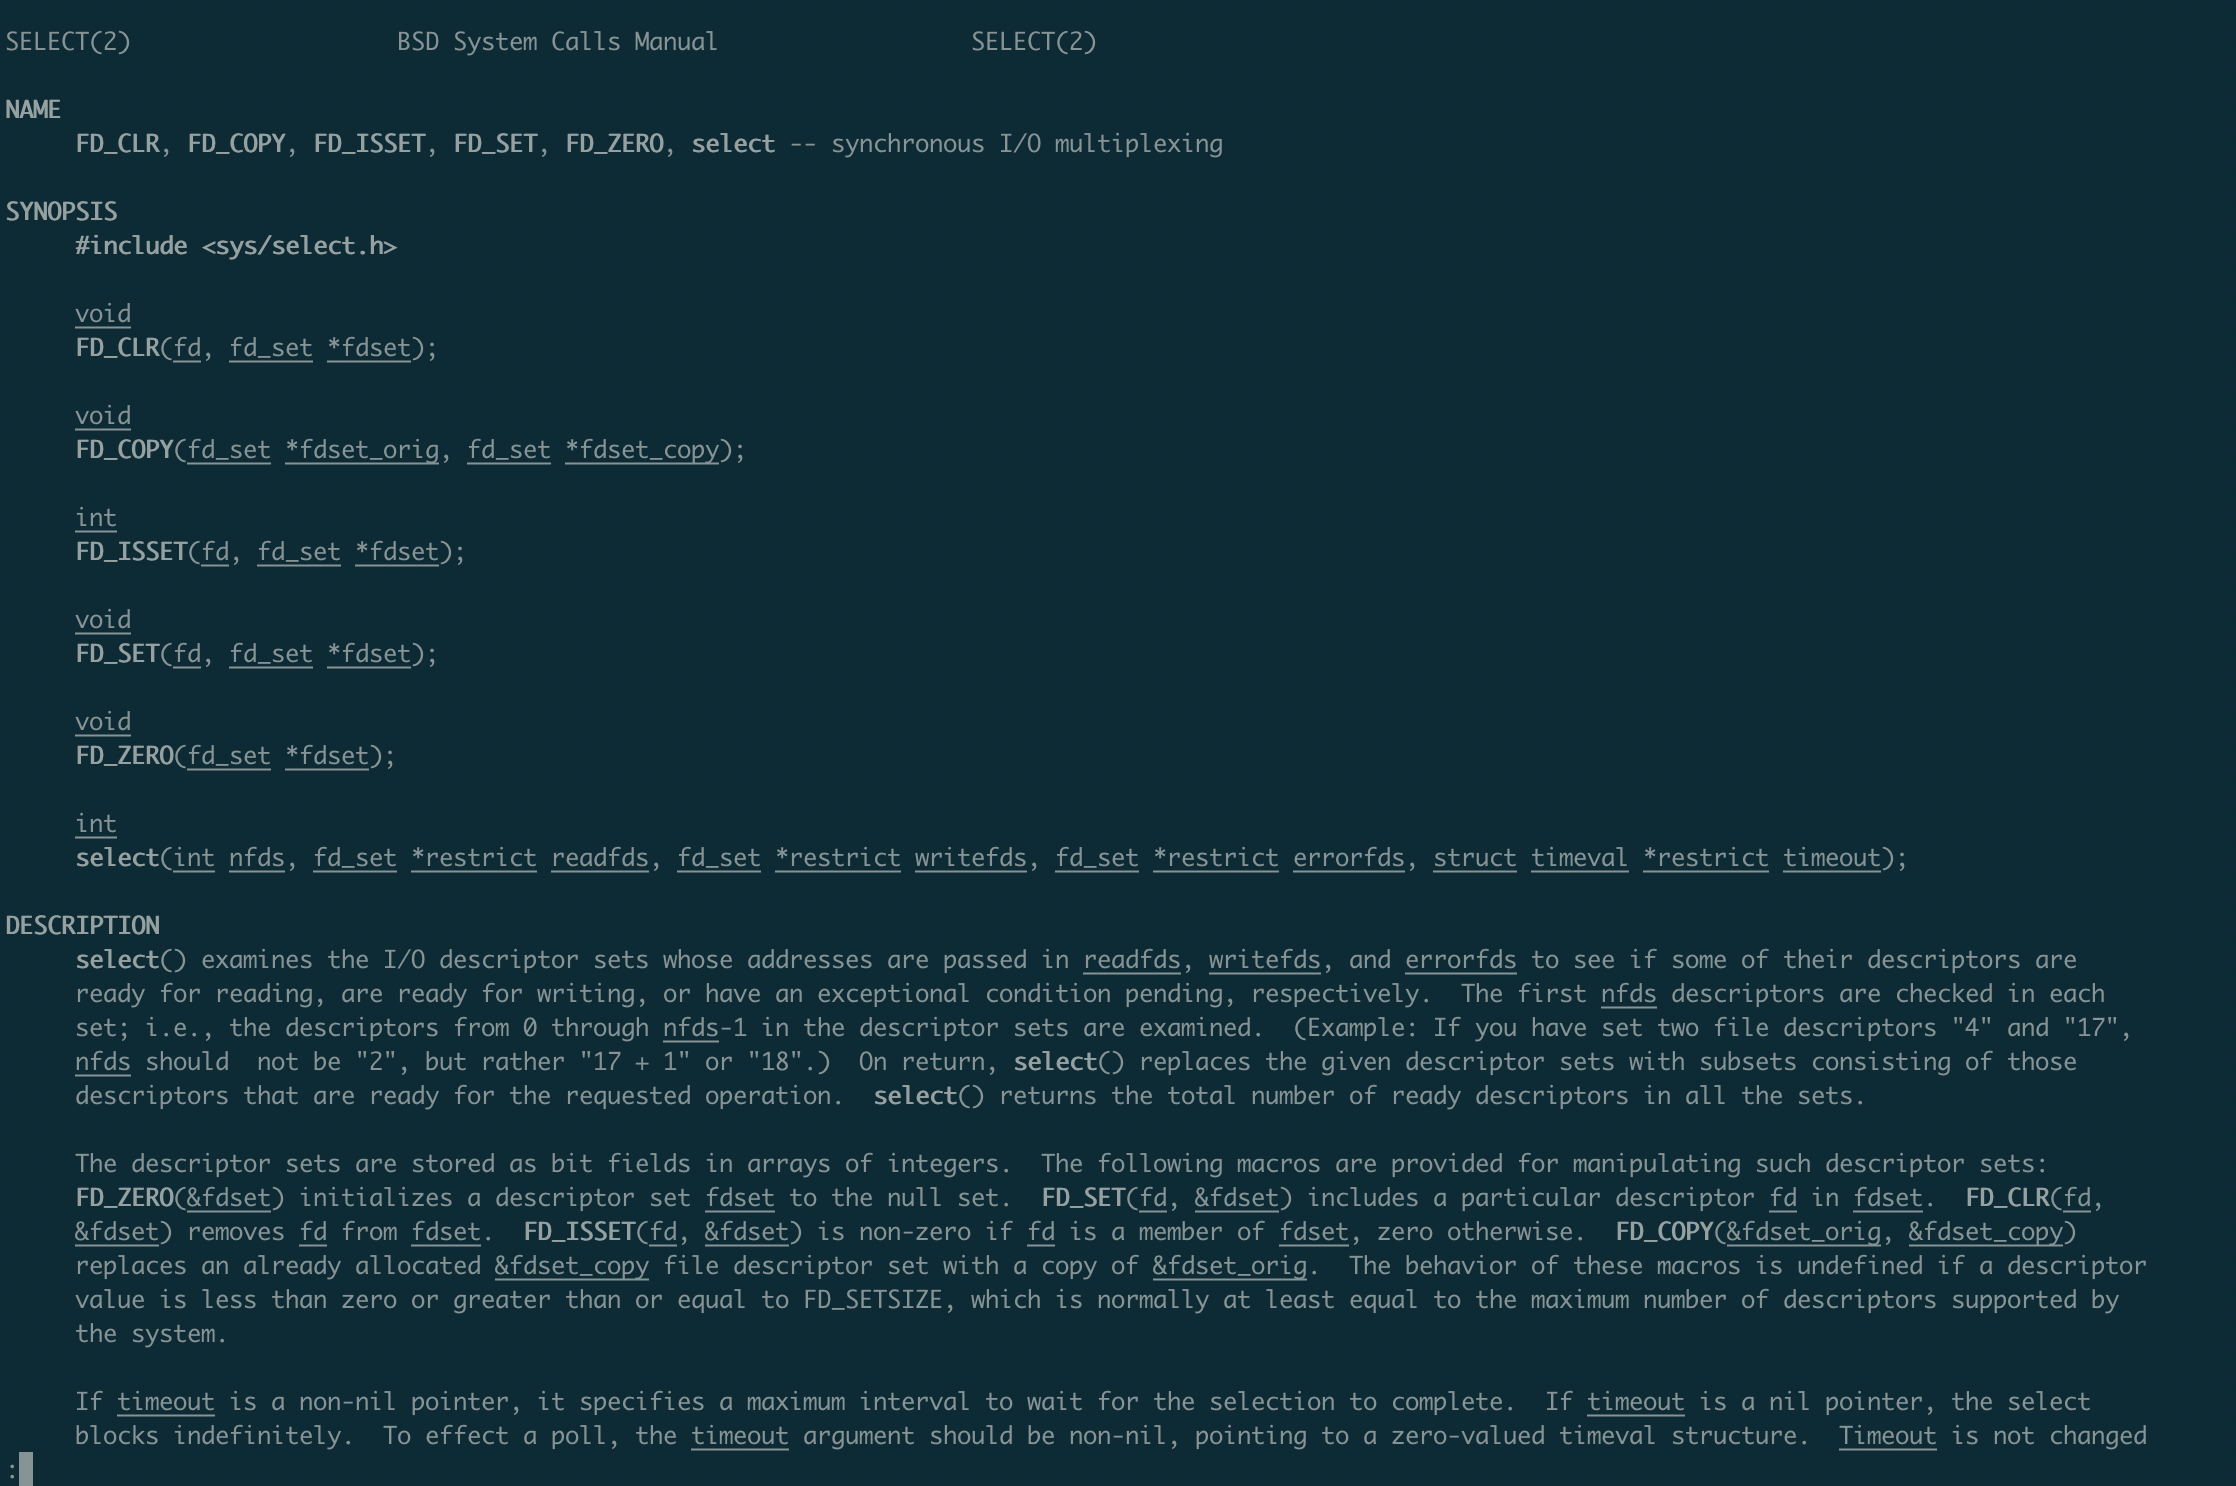 SELECT(2)                   BSD System Calls Manual                  SELECT(2)

NAME
     FD_CLR, FD_COPY, FD_ISSET, FD_SET, FD_ZERO, select -- synchronous I/O multiplexing

SYNOPSIS
     #include <sys/select.h>

     void
     FD_CLR(fd, fd_set *fdset);

     void
     FD_COPY(fd_set *fdset_orig, fd_set *fdset_copy);

     int
     FD_ISSET(fd, fd_set *fdset);

     void
     FD_SET(fd, fd_set *fdset);

     void
     FD_ZERO(fd_set *fdset);

     int
     select(int nfds, fd_set *restrict readfds, fd_set *restrict writefds, fd_set *restrict errorfds, struct timeval *restrict timeout);

DESCRIPTION
     select() examines the I/O descriptor sets whose addresses are passed in readfds, writefds, and errorfds to see if some of their descriptors are
     ready for reading, are ready for writing, or have an exceptional condition pending, respectively.  The first nfds descriptors are checked in each
     set; i.e., the descriptors from 0 through nfds-1 in the descriptor sets are examined.  (Example: If you have set two file descriptors "4" and "17",
     nfds should  not be "2", but rather "17 + 1" or "18".)  On return, select() replaces the given descriptor sets with subsets consisting of those
     descriptors that are ready for the requested operation.  select() returns the total number of ready descriptors in all the sets.

     The descriptor sets are stored as bit fields in arrays of integers.  The following macros are provided for manipulating such descriptor sets:
     FD_ZERO(&fdset) initializes a descriptor set fdset to the null set.  FD_SET(fd, &fdset) includes a particular descriptor fd in fdset.  FD_CLR(fd,
     &fdset) removes fd from fdset.  FD_ISSET(fd, &fdset) is non-zero if fd is a member of fdset, zero otherwise.  FD_COPY(&fdset_orig, &fdset_copy)
     replaces an already allocated &fdset_copy file descriptor set with a copy of &fdset_orig.  The behavior of these macros is undefined if a descriptor
     value is less than zero or greater than or equal to FD_SETSIZE, which is normally at least equal to the maximum number of descriptors supported by
     the system.

     If timeout is a non-nil pointer, it specifies a maximum interval to wait for the selection to complete.  If timeout is a nil pointer, the select
     blocks indefinitely.  To effect a poll, the timeout argument should be non-nil, pointing to a zero-valued timeval structure.  Timeout is not changed
: